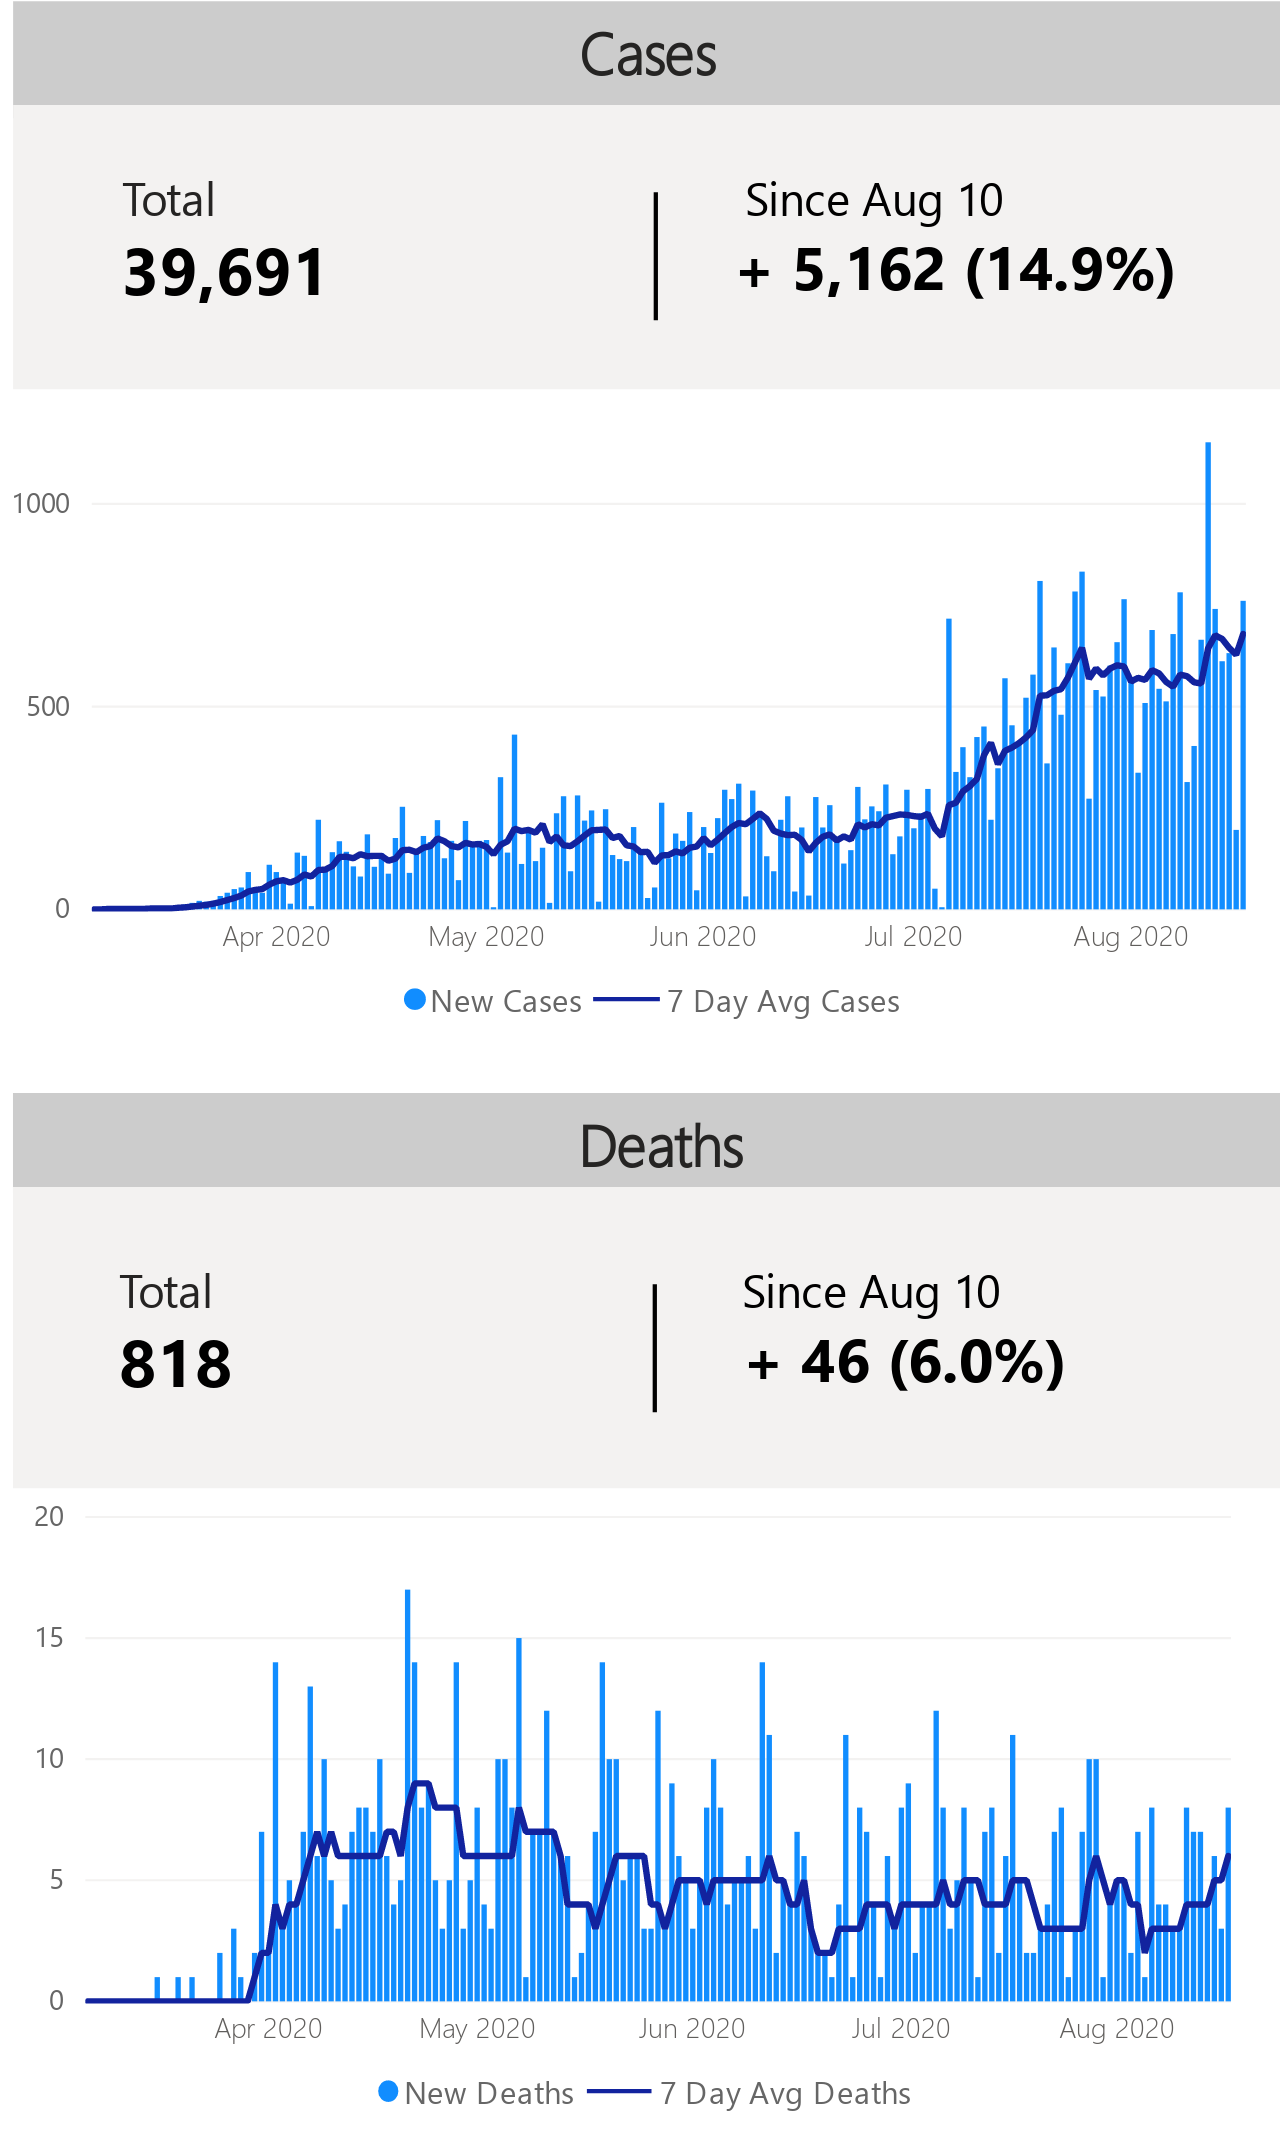 Cases
Total
39,691
Since Aug 10
+ 5,162 (14.9%)
1000
500
0
Apr 2020 May 2020 Jun 2020 Jul 2020 Aug 2020
New Cases 7 Day Avg Cases
Deaths
Total
818
Since Aug 10
+ 46 (6.0%)
20
15
10
5
0
Apr 2020 May 2020 Jun 2020 Jul 2020 Aug 2020
New Deaths 7 Day Avg Deaths